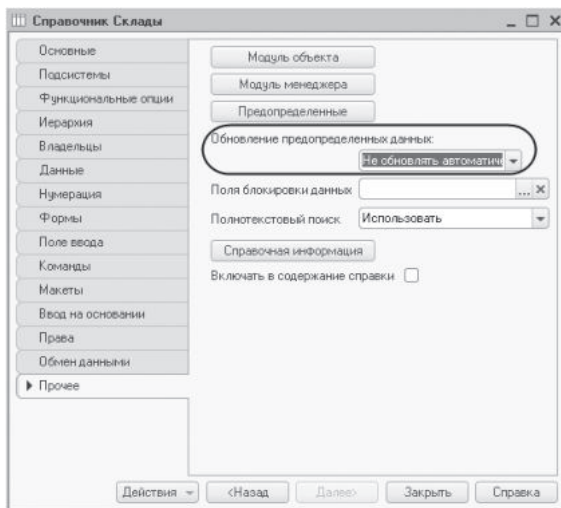 Справочник Склады
Основные
Подсистемы
Функциональные опции
Иерархия
Владельцы
Данные
Нумерация
Формы
Поле ввода
Команды
Макеты
Ввод на основании
Права
Обмен данными
Прочее
Модуль объекта
Модуль менеджера
Предопределенные
Обновление предопределенных данных:
Не обновлять автоматич
Поля блокировки данных ...
Полнотекстовый поиск Использовать
Справочная информация
Включать в содержание справки
Действия <Назад Далее> Закрыть Справка